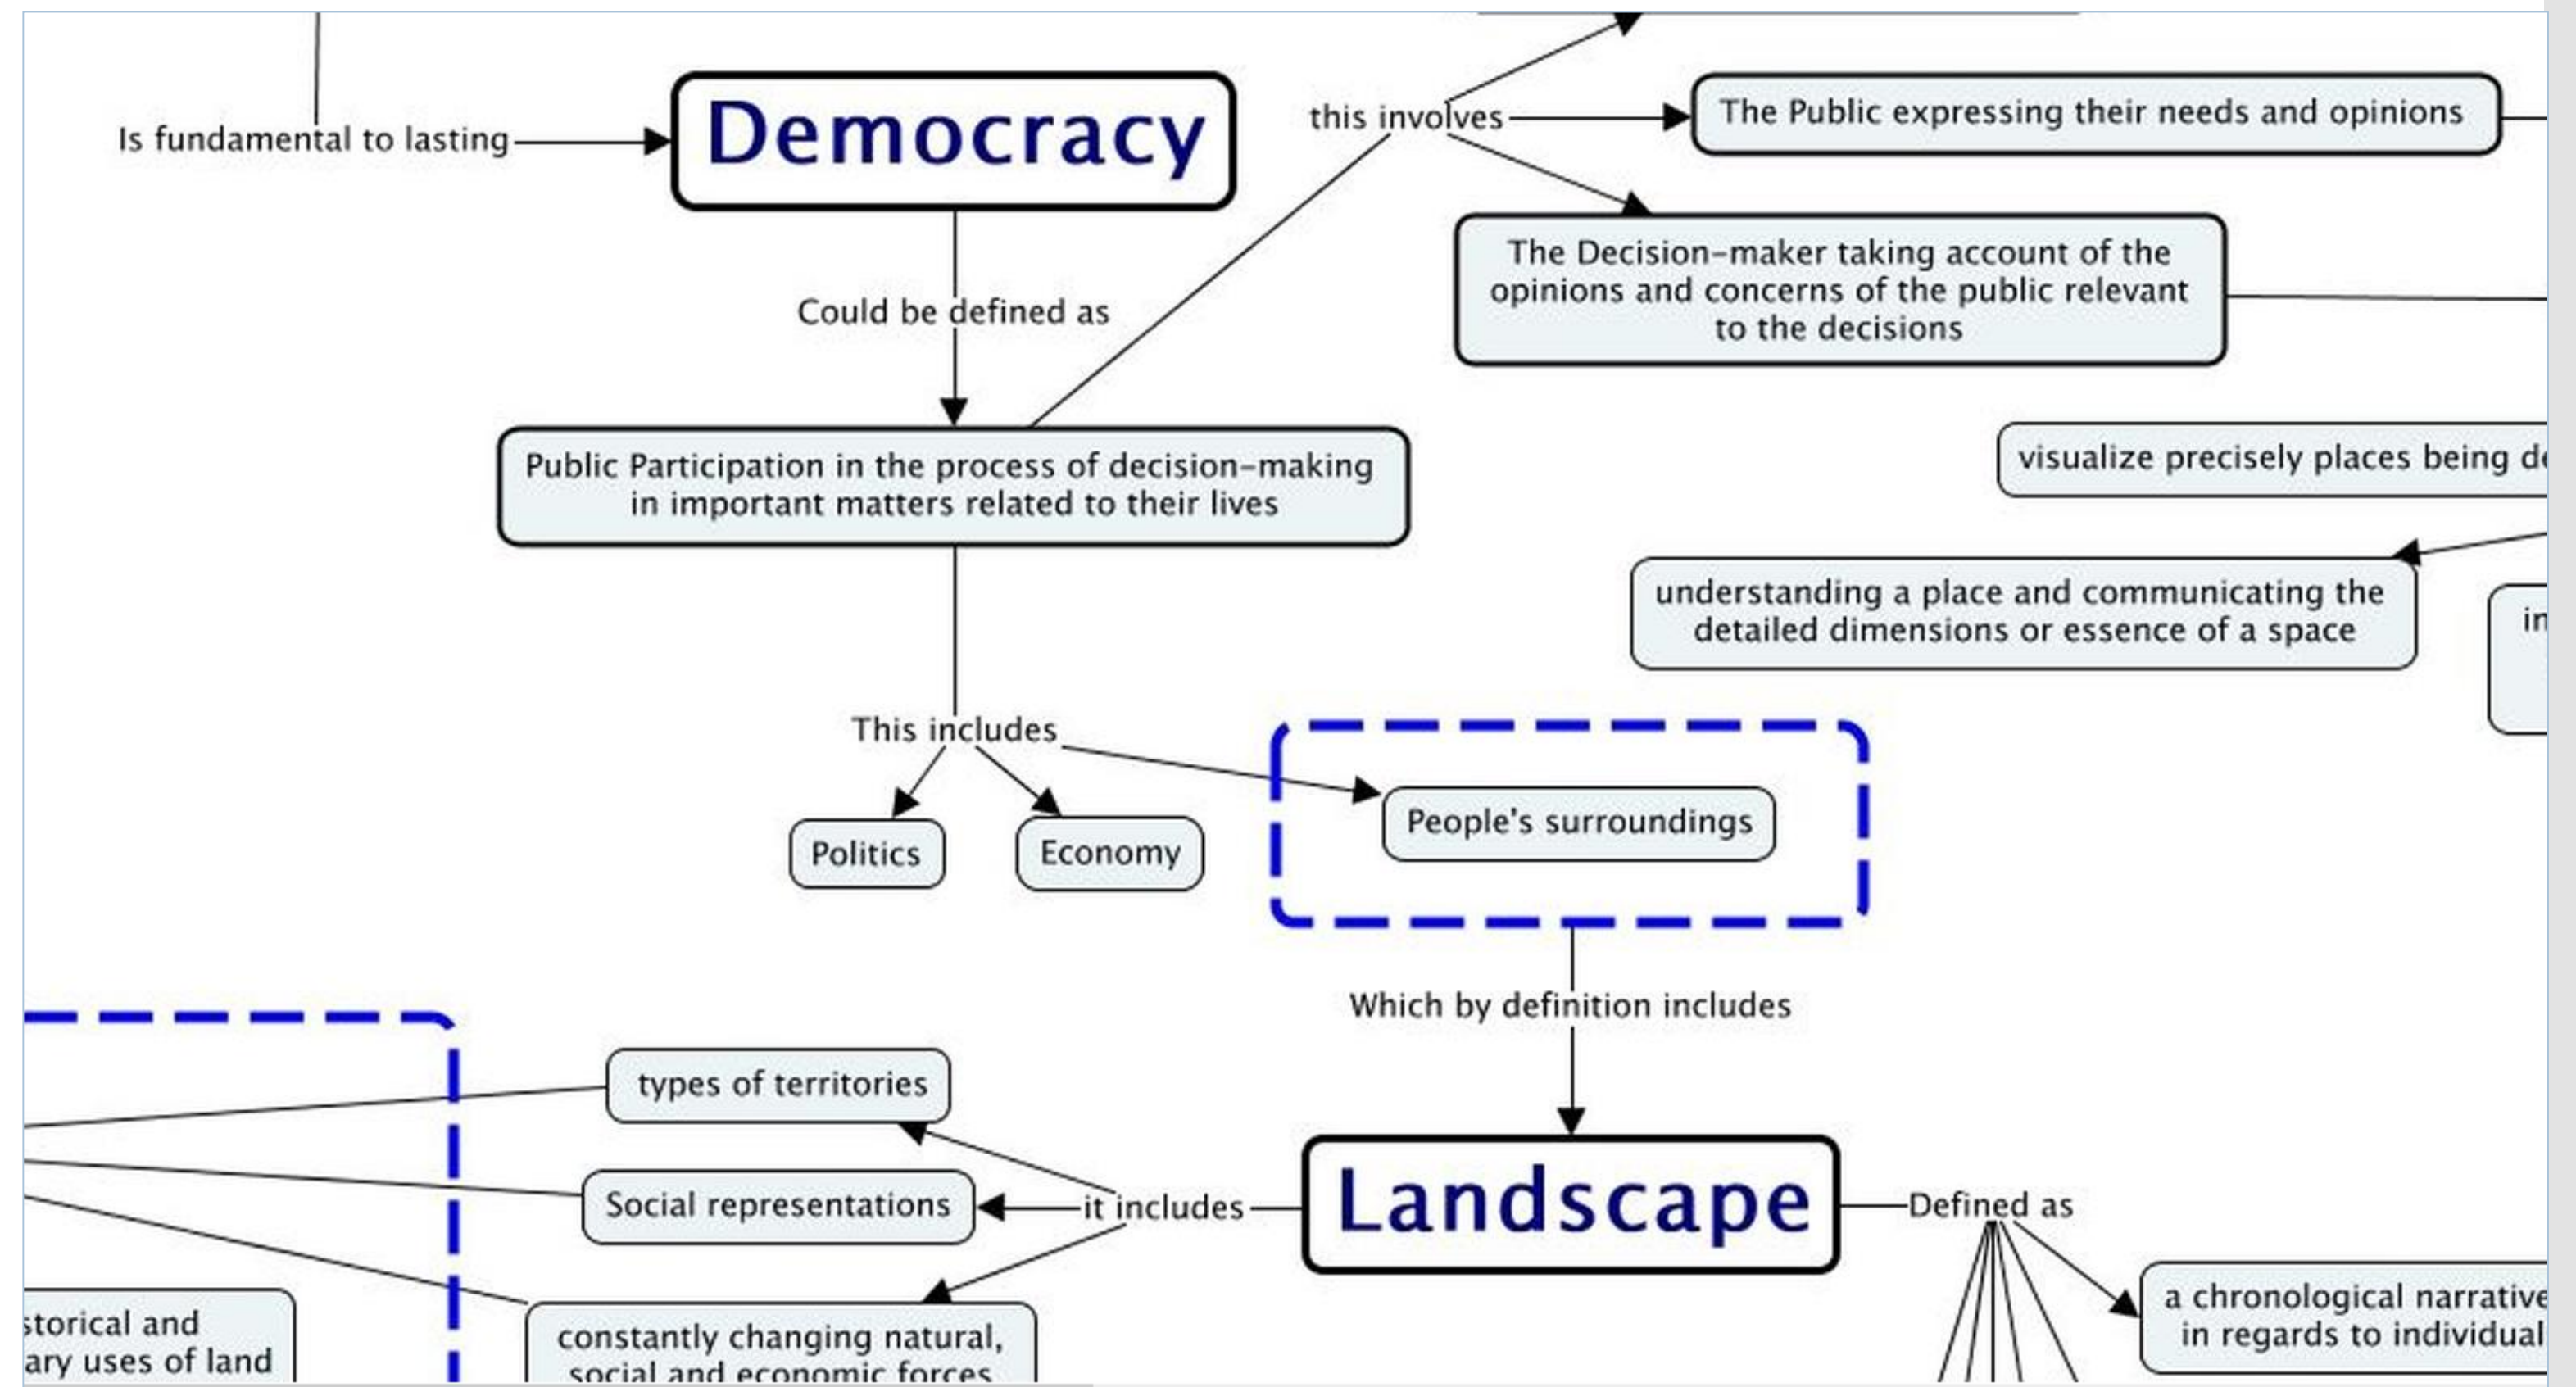 Is fundamental to lasting
Democracy
this involves
The Public expressing their needs and opinions
The Decision-maker taking account of the
opinions and concerns of the public relevant
to the decisions
Could be defined as
Public Participation in the process of decision-making
in important matters related to their lives
visualize precisely places being
understanding a place and communicating the
detailed dimensions or essence of a space
This includes
Politics
Economy
People's surroundings
Which by definition includes
Landscape
it includes
types of territories
Social representations
constantly changing natural,
social and economic forces
and
uses of land
Defined as
a chronological narrative
in regards to individual